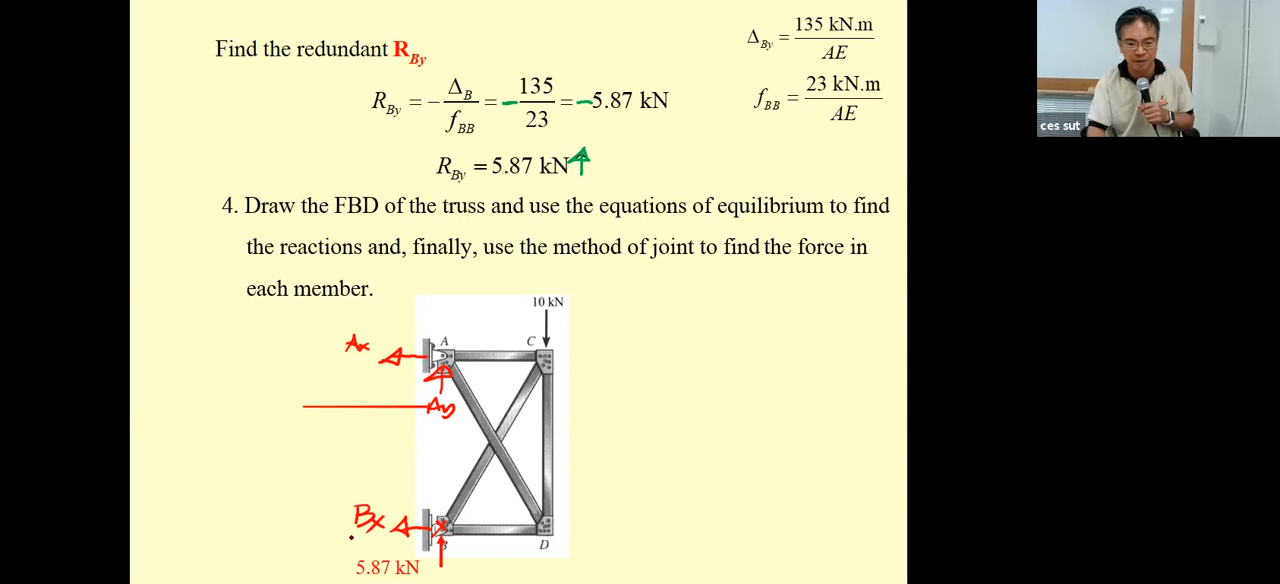 Find the redundant R_By
R_By = -Δ_B/f_BB = -135/23 = -5.87 kN
R_By = 5.87 kN↑
Δ_By = 135 kN.m/AE
f_BB = 23 kN.m/AE
ces sut
4. Draw the FBD of the truss and use the equations of equilibrium to find
the reactions and, finally, use the method of joint to find the force in
each member.
10 kN
Ax
A
C
Ay
Bx
B
D
5.87 kN